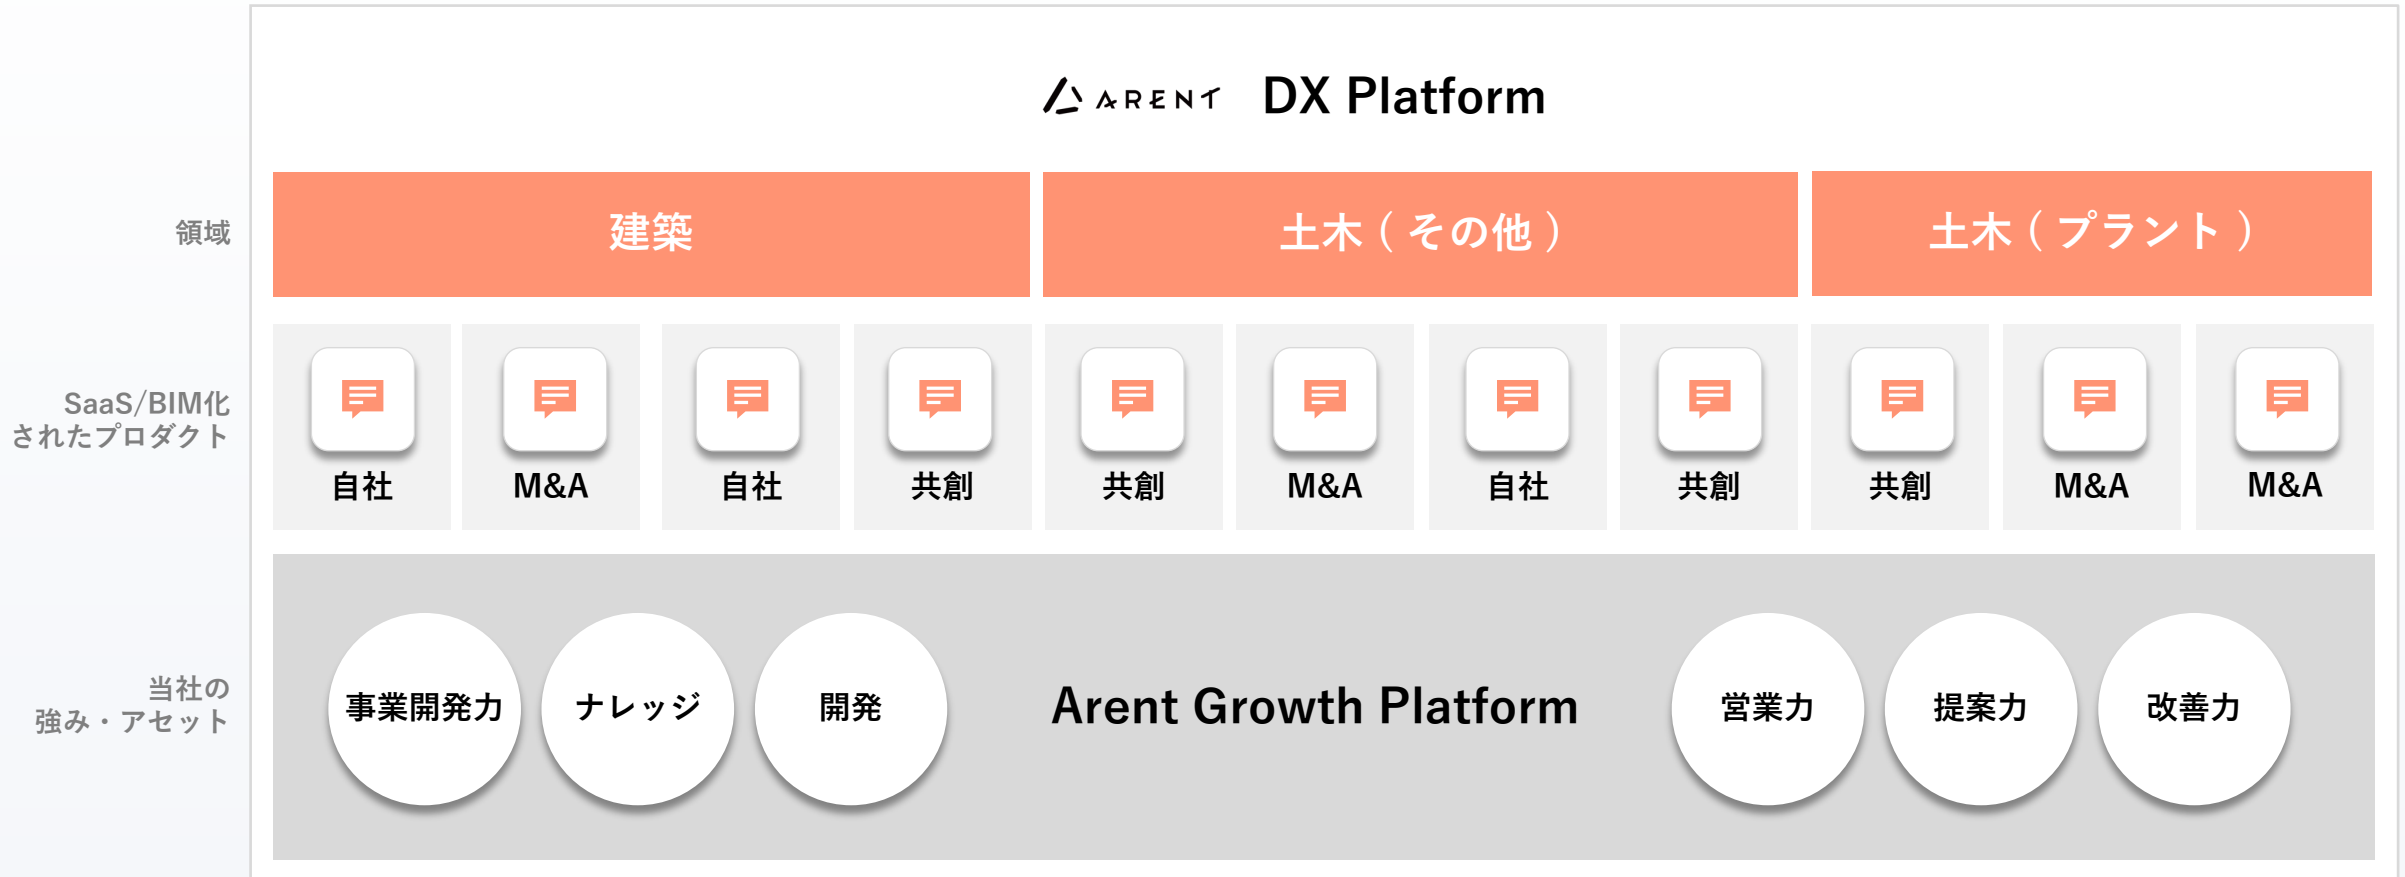 ARENT DX Platform
領域
建築
土木（その他）
土木（プラント）
SaaS/BIM化
されたプロダクト
自社
M&A
自社
共創
共創
M&A
自社
共創
共創
M&A
M&A
当社の
強み・アセット
事業開発力
ナレッジ
開発
Arent Growth Platform
営業力
提案力
改善力